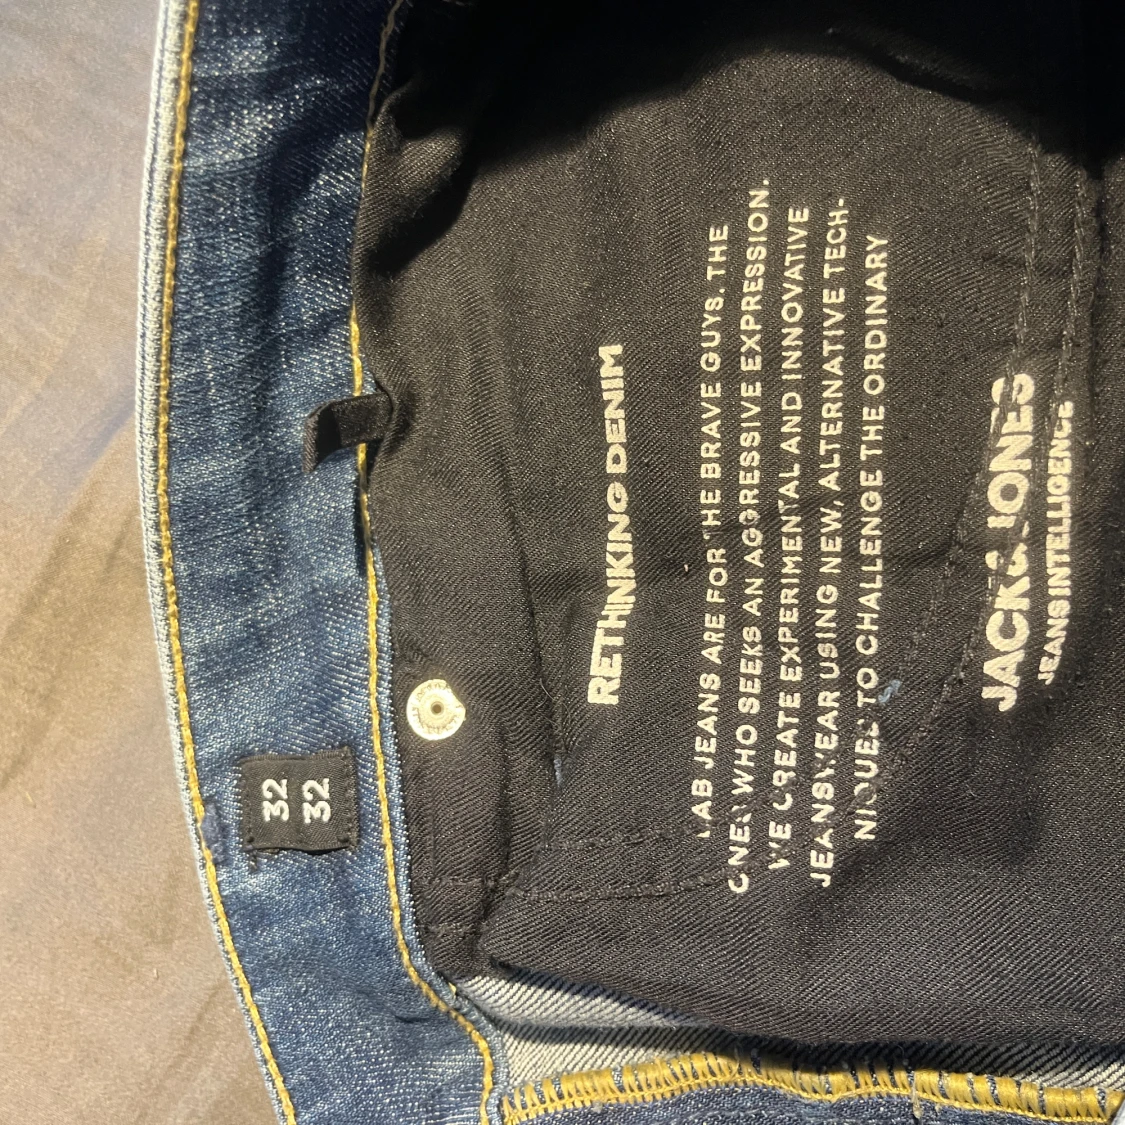 32
32
RETHINKING DENIM
LAB JEANS ARE FOR THE BRAVE GUYS. THE
ONES WHO SEEKS AN AGGRESSIVE EXPRESSION.
WE CREATE EXPERIMENTAL AND INNOVATIVE
JEANSWEAR USING NEW, ALTERNATIVE TECH-
NIQUES TO CHALLENGE THE ORDINARY
JACK & JONES
JEANS INTELLIGENCE